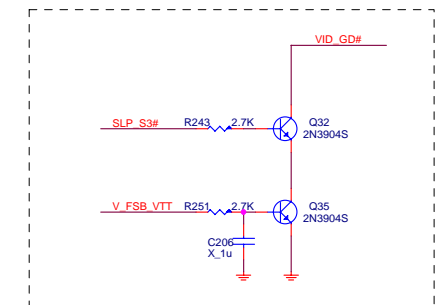 VID_GD#
SLP_S3# R243 2.7K Q32
2N3904S
V_FSB_VTT R251 2.7K Q35
2N3904S
C206
X_1u